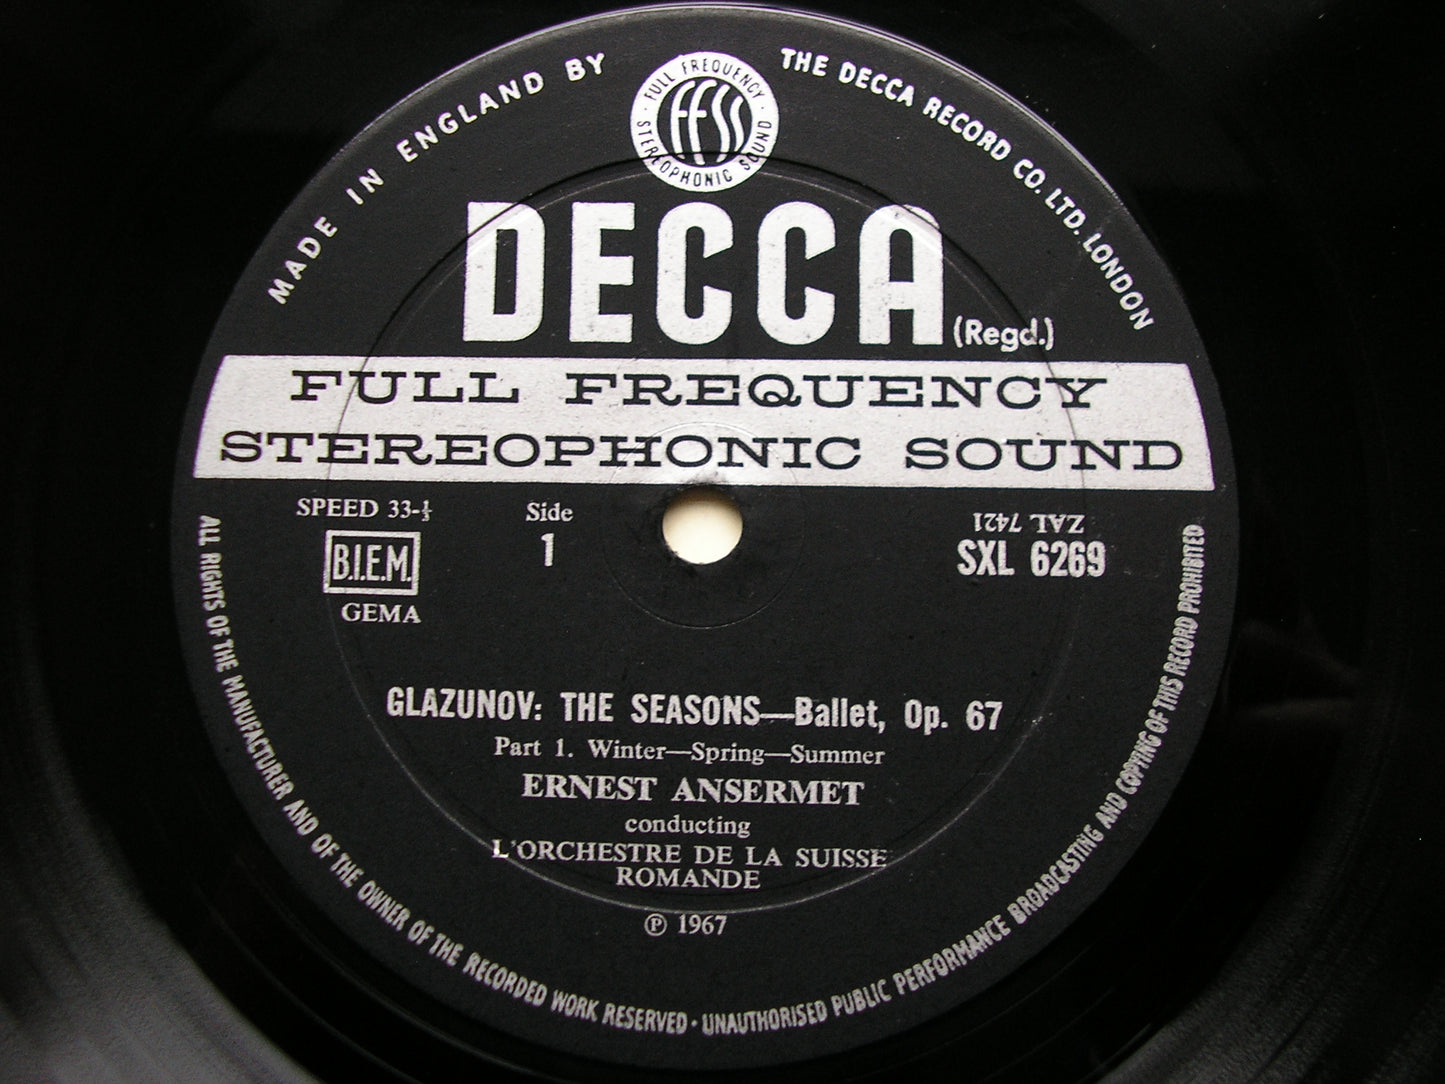 MADE IN ENGLAND BY THE DECCA RECORD CO. LTD. LONDON
FULL FREQUENCY
FFSS
STEREOPHONIC SOUND
DECCA (Regd.)
FULL FREQUENCY
STEREOPHONIC SOUND
SPEED 33-⅓
Side
1
ZAL 7421
SXL 6269
B.I.E.M.
GEMA
GLAZUNOV: THE SEASONS—Ballet, Op. 67
Part 1. Winter—Spring—Summer
ERNEST ANSERMET
conducting
L'ORCHESTRE DE LA SUISSE
ROMANDE
℗ 1967
ALL RIGHTS OF THE MANUFACTURER AND OF THE OWNER OF THE RECORDED WORK RESERVED · UNAUTHORISED PUBLIC PERFORMANCE BROADCASTING AND COPYING OF THIS RECORD PROHIBITED